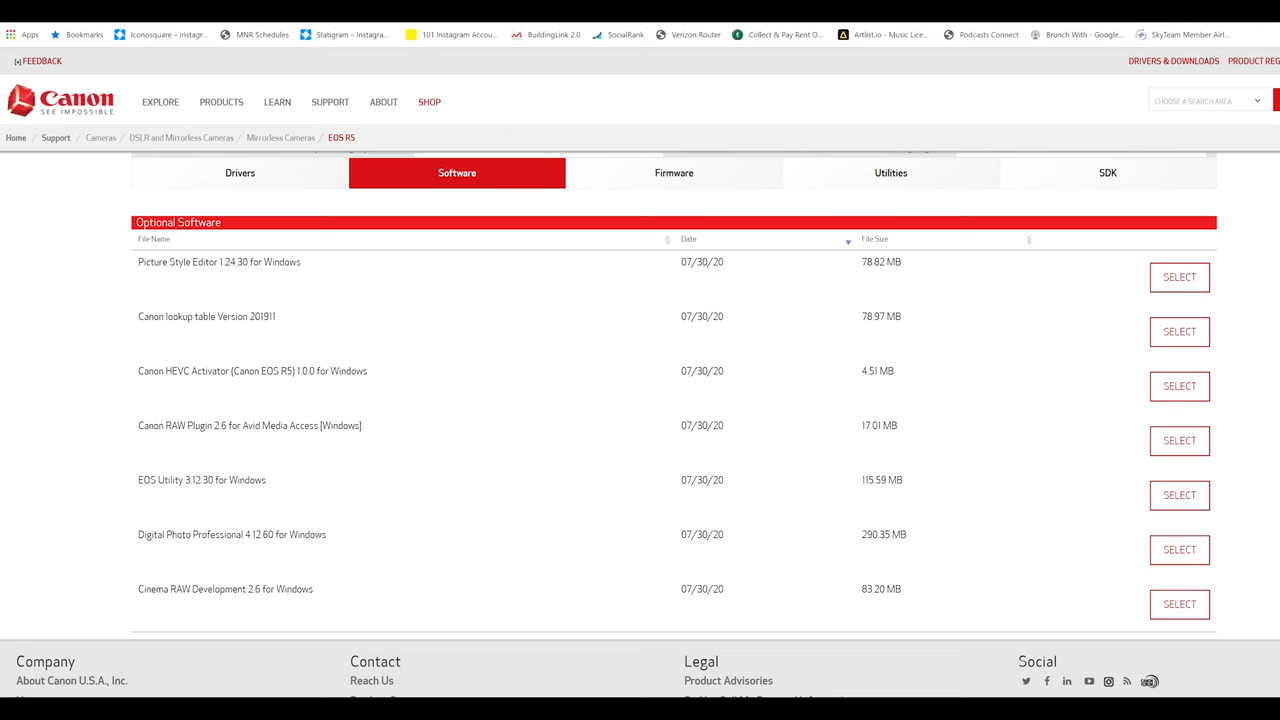 Apps Bookmarks Iconosquare – Instagr... MNR Schedules Statigram – Instagra... 101 Instagram Accou... BuildingLink 2.0 SocialRank Verizon Router Collect & Pay Rent O... Artlist.io - Music Lice... Podcasts Connect Brunch With - Google... SkyTeam Member Airl...
[+] FEEDBACK DRIVERS & DOWNLOADS PRODUCT REG
Canon EXPLORE PRODUCTS LEARN SUPPORT ABOUT SHOP CHOOSE A SEARCH AREA
SEE IMPOSSIBLE
Home / Support / Cameras / DSLR and Mirrorless Cameras / Mirrorless Cameras / EOS R5
Drivers Software Firmware Utilities SDK
Optional Software
File Name Date File Size
Picture Style Editor 1.24.30 for Windows 07/30/20 78.82 MB SELECT
Canon lookup table Version 201911 07/30/20 78.97 MB SELECT
Canon HEVC Activator (Canon EOS R5) 1.0.0 for Windows 07/30/20 4.51 MB SELECT
Canon RAW Plugin 2.6 for Avid Media Access [Windows] 07/30/20 17.01 MB SELECT
EOS Utility 3.12.30 for Windows 07/30/20 115.59 MB SELECT
Digital Photo Professional 4.12.60 for Windows 07/30/20 290.35 MB SELECT
Cinema RAW Development 2.6 for Windows 07/30/20 83.20 MB SELECT
Company Contact Legal Social
About Canon U.S.A., Inc. Reach Us Product Advisories